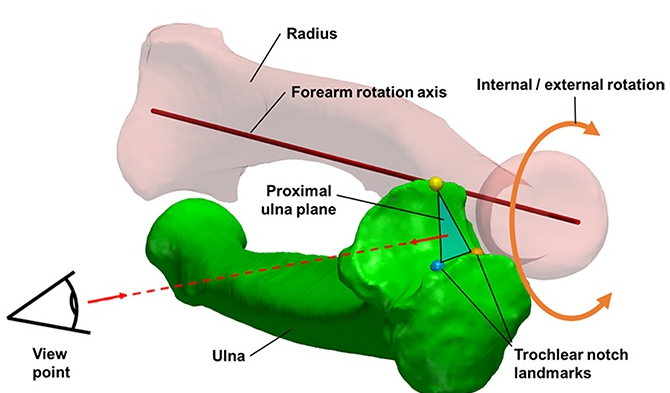 Radius
Internal / external rotation
Forearm rotation axis
Proximal
ulna plane
View
point
Ulna
Trochlear notch
landmarks